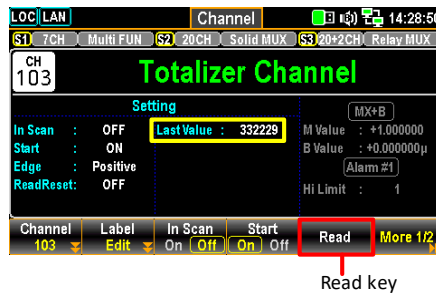 LOC LAN Channel 14:28:50
S1 7CH Multi FUN S2 20CH Solid MUX S3 20+2CH Relay MUX
CH
103
Totalizer Channel
Setting
MX+B
In Scan : OFF
Last Value : 332229
M Value : +1.000000
Start : ON
B Value : +0.000000µ
Edge : Positive
Alarm #1
ReadReset: OFF
Hi Limit : 1
Channel Label In Scan Start Read More 1/2
103 Edit On Off On Off
Read key